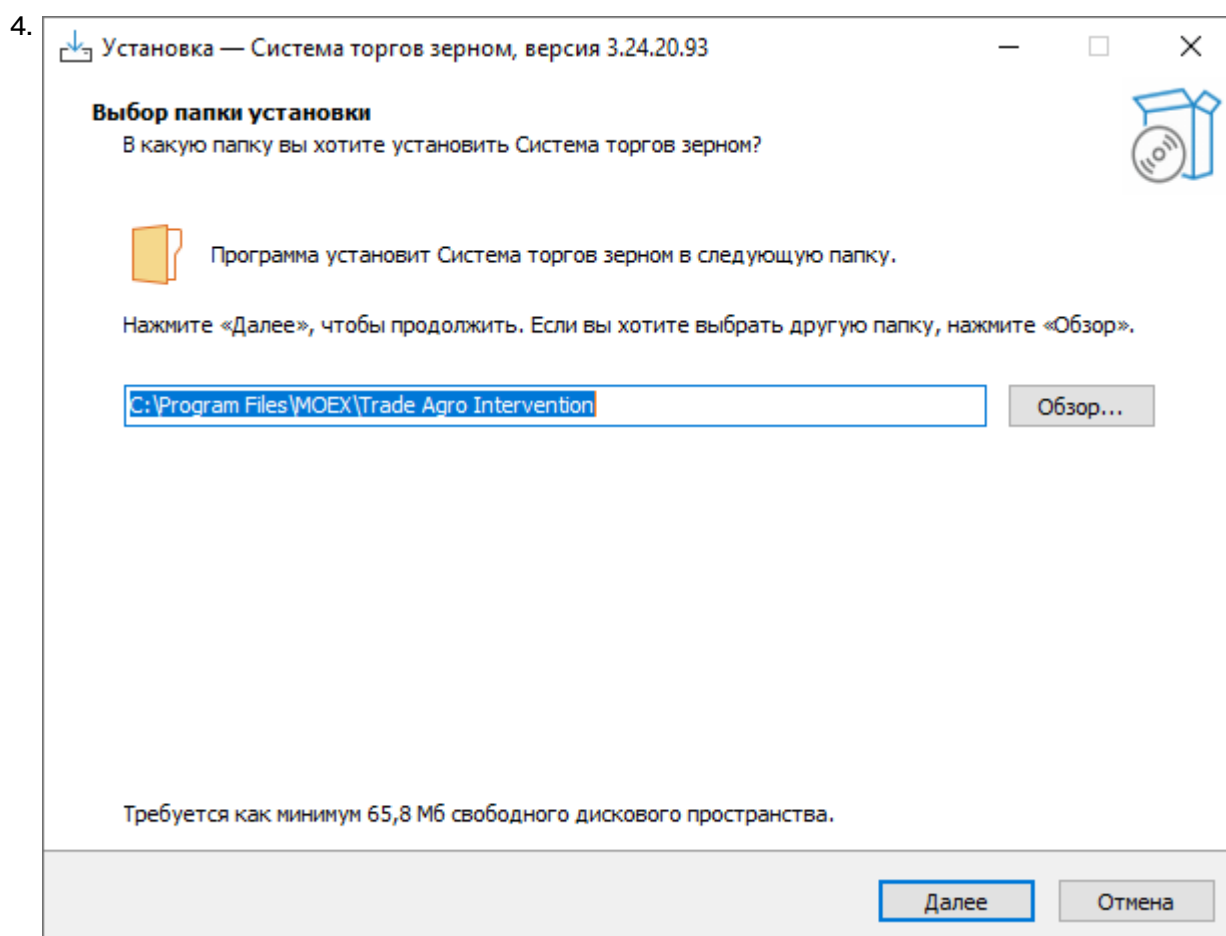 4.
Установка — Система торгов зерном, версия 3.24.20.93
Выбор папки установки
В какую папку вы хотите установить Система торгов зерном?
Программа установит Система торгов зерном в следующую папку.
Нажмите «Далее», чтобы продолжить. Если вы хотите выбрать другую папку, нажмите «Обзор».
C:\Program Files\MOEX\Trade Agro Intervention
Обзор...
Требуется как минимум 65,8 Мб свободного дискового пространства.
Далее
Отмена